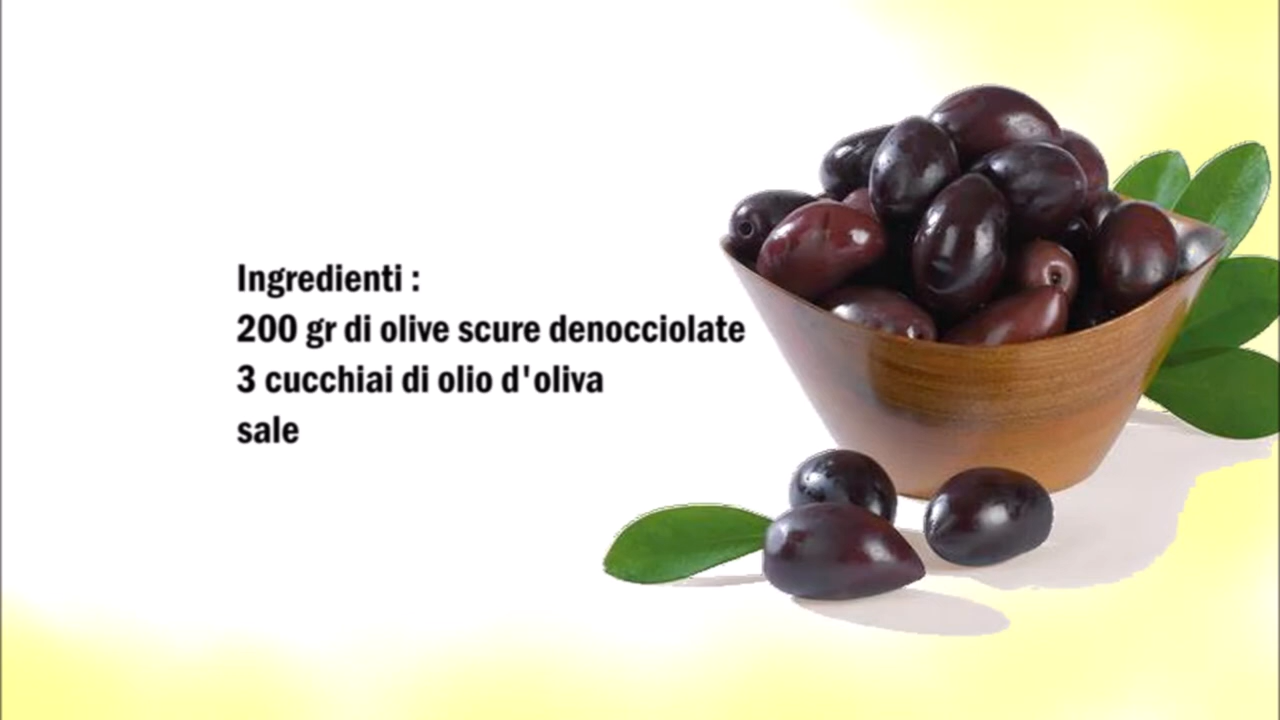 Ingredienti :
200 gr di olive scure denocciolate
3 cucchiai di olio d'oliva
sale